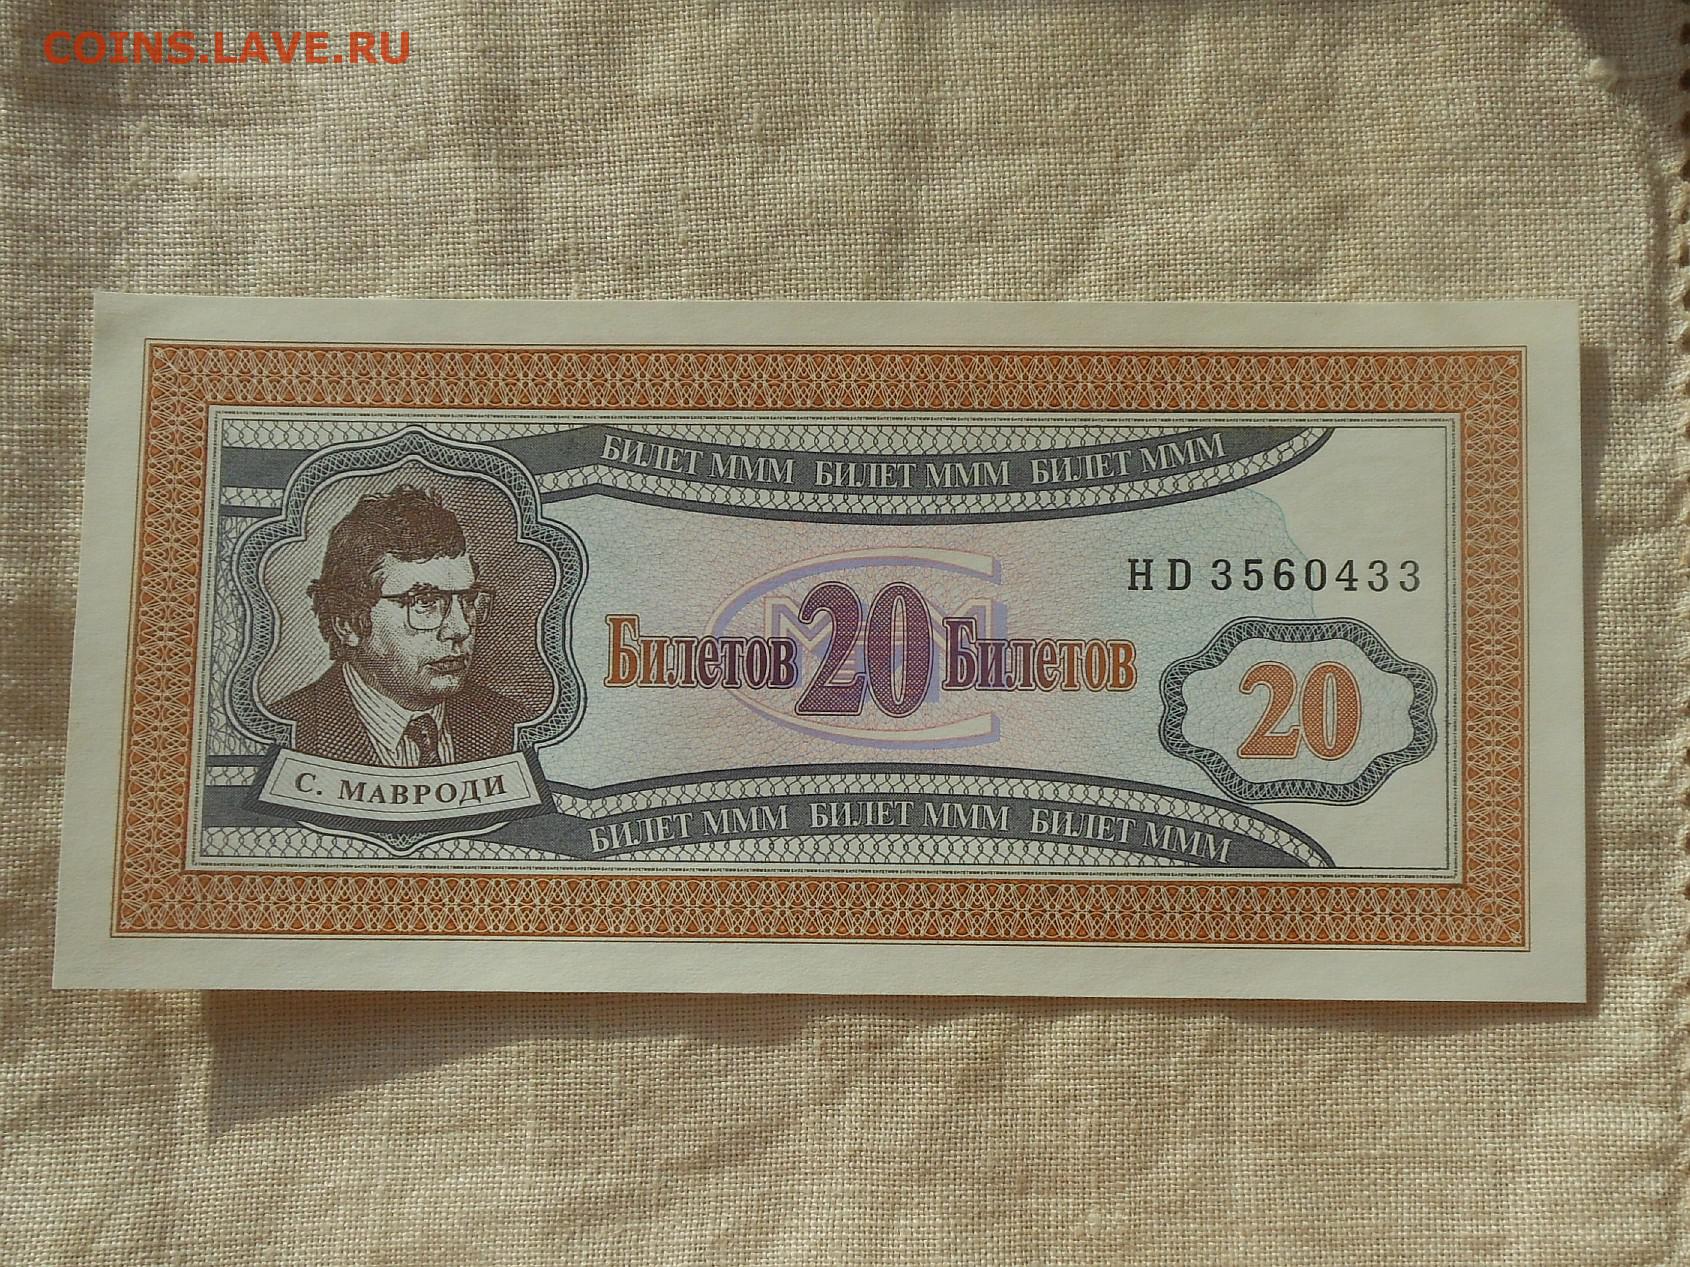 COINS.LAVE.RU
БИЛЕТ МММ БИЛЕТ МММ БИЛЕТ МММ
HD 3560433
Билетов 20 Билетов
20
С. МАВРОДИ
БИЛЕТ МММ БИЛЕТ МММ БИЛЕТ МММ